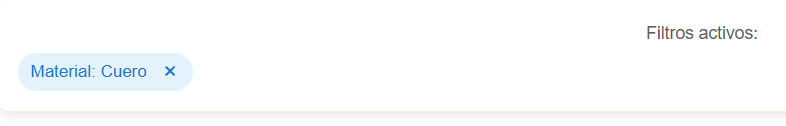 Filtros activos:
Material: Cuero ✕